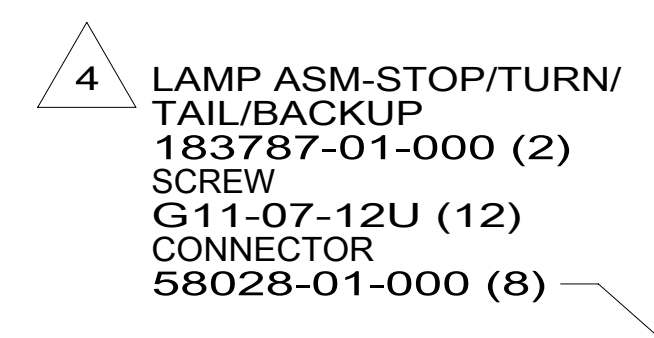 4
LAMP ASM-STOP/TURN/
TAIL/BACKUP
183787-01-000 (2)
SCREW
G11-07-12U (12)
CONNECTOR
58028-01-000 (8)